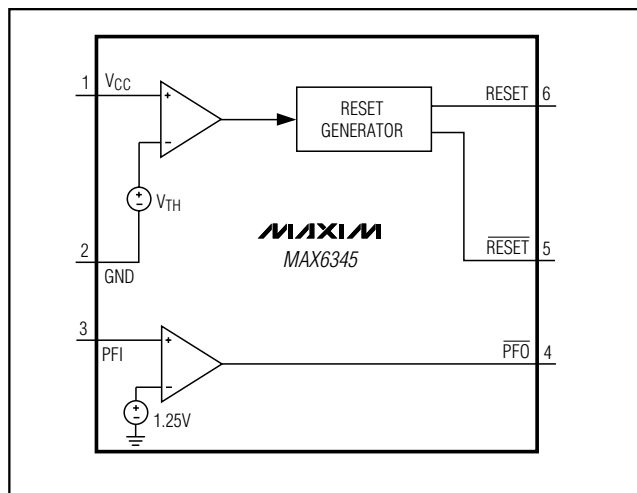 1 VCC
RESET 6
+
RESET
GENERATOR
−
+
−
VTH
MAXIM
MAX6345
2
GND
RESET 5
3
PFI
+
PFO 4
−
+
−
1.25V